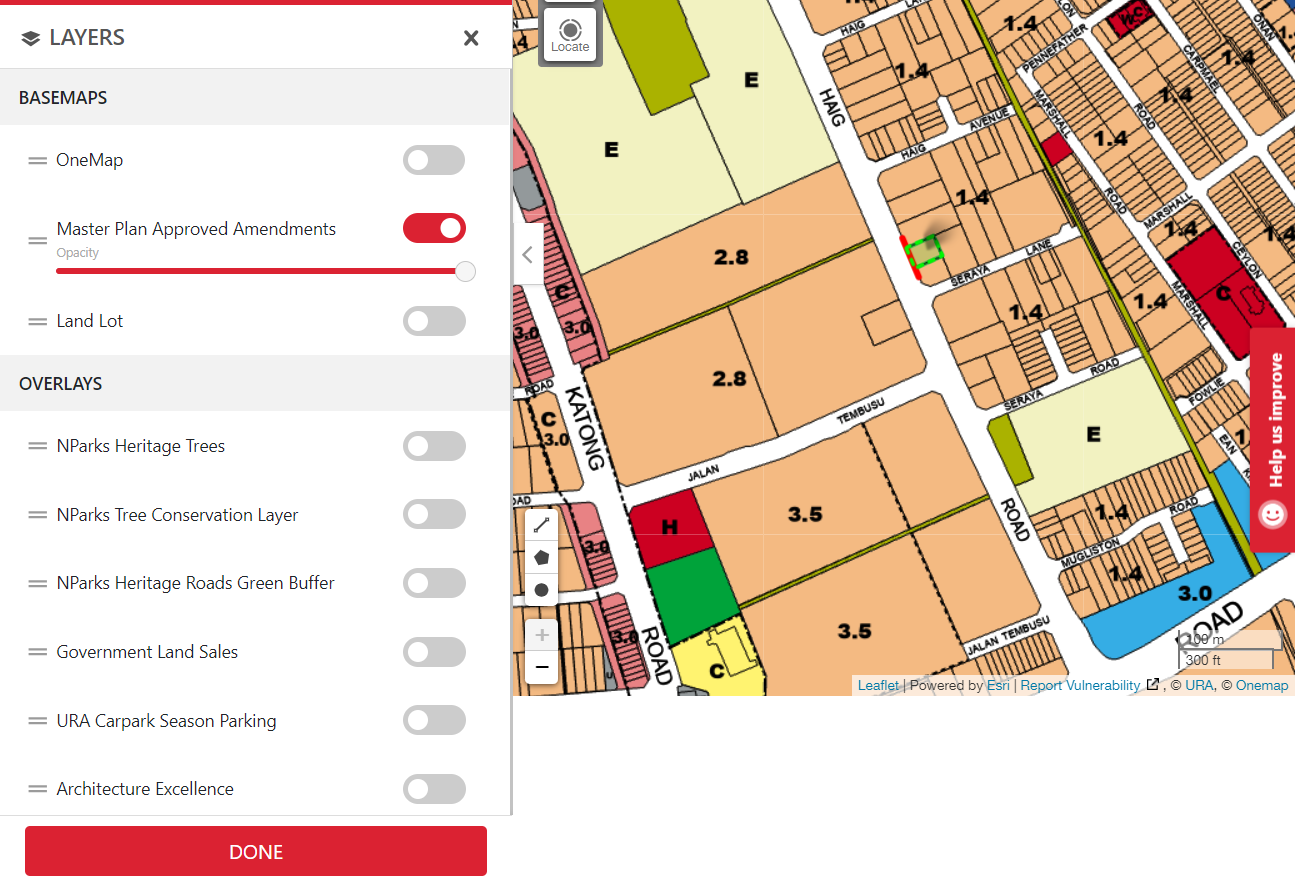 LAYERS
BASEMAPS
OneMap
Master Plan Approved Amendments
Opacity
Land Lot
OVERLAYS
NParks Heritage Trees
NParks Tree Conservation Layer
NParks Heritage Roads Green Buffer
Government Land Sales
URA Carpark Season Parking
Architecture Excellence
DONE
Locate
HAIG
1.4
PENNEFATHER
CARPMAEL
ONAN
1.4
1.4
1.4
E
HAIG
MARSHALL
ROAD
ROAD
1.4
AVENUE
HAIG
E
1.4
ROAD
MARSHALL
1.4
CEYLON
1.4
2.8
SERAYA LANE
C
3.0
3.0
1.4
1.4
MARSHALL
C
ROAD
2.8
KATONG
SERAYA ROAD
FOWLIE
Help us improve
C
3.0
TEMBUSU
E
EAN
JALAN
3.5
H
ROAD
1.4
ROAD
3.0
MUGLISTON
1.4
3.0
3.5
3.0
ROAD
JALAN TEMBUSU
ROAD
C
100 m
300 ft
+
−
Leaflet | Powered by Esri | Report Vulnerability , © URA, © Onemap